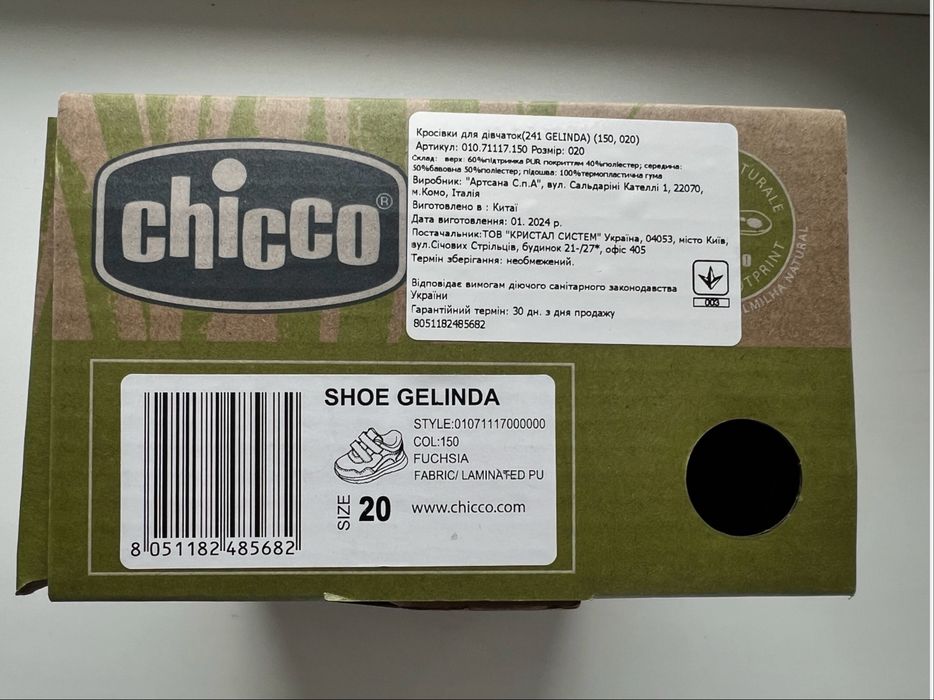 chicco®
Кросівки для дівчаток(241 GELINDA) (150, 020)
Артикул: 010.71117.150 Розмір: 020
Склад: верх: 60%підтримка PUR покриттям 40%поліестер; середина:
50%бавовна 50%поліестер; підошва: 100%термопластична гума
Виробник: "Артсана С.п.А", вул. Сальдаріні Кателлі 1, 22070,
м.Комо, Італія
Виготовлено в : Китаї
Дата виготовлення: 01. 2024 р.
Постачальник:ТОВ "КРИСТАЛ СИСТЕМ" Україна, 04053, місто Київ,
вул.Січових Стрільців, будинок 21-/27*, офіс 405
Термін зберігання: необмежений.
Відповідає вимогам діючого санітарного законодавства
України
Гарантійний термін: 30 дн. з дня продажу
8051182485682
003
SHOE GELINDA
STYLE:01071117000000
COL:150
FUCHSIA
FABRIC/ LAMINATED PU
SIZE 20
www.chicco.com
8 051182 485682